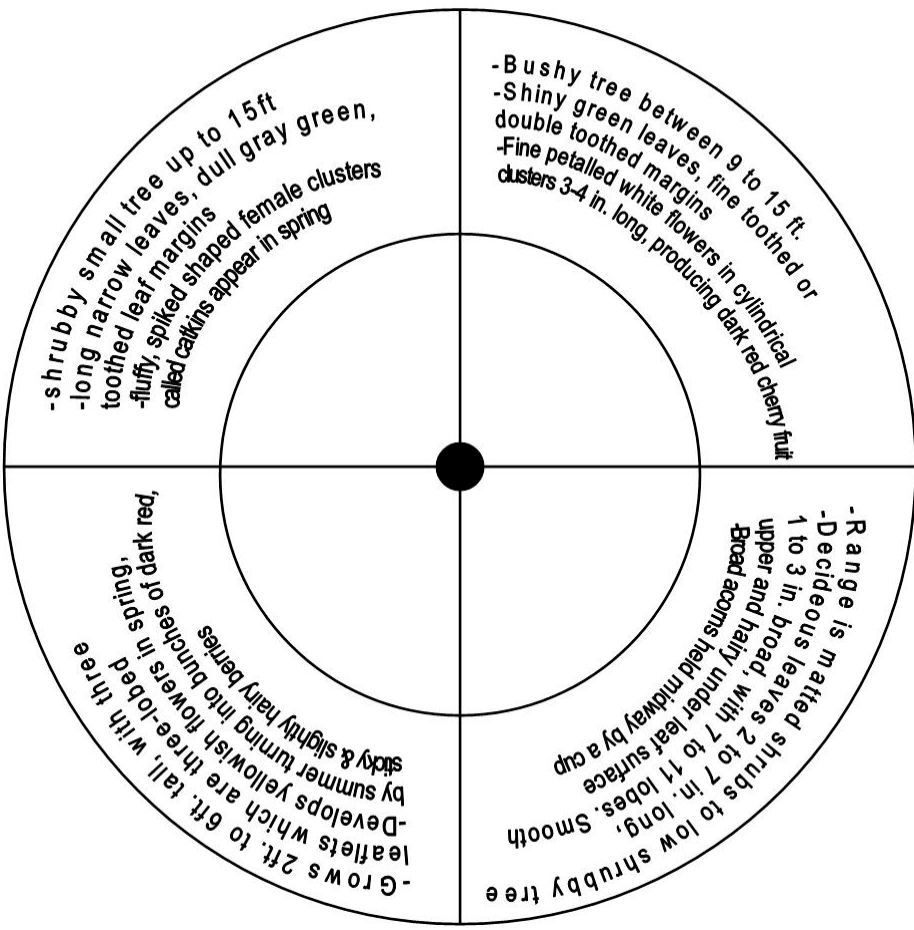 -shrubby small tree up to 15ft
-long narrow leaves, dull gray green,
toothed leaf margins
-fluffy, spiked shaped female clusters
called catkins appear in spring
-Bushy tree between 9 to 15 ft.
-Shiny green leaves, fine toothed or
double toothed margins
-Fine petalled white flowers in cylindrical
clusters 3-4 in. long, producing dark red cherry fruit
-Range is matted shrubs to low shrubby tree
-Decideous leaves 2 to 7 in. long,
1 to 3 in. broad, with 7 to 11 lobes. Smooth
upper and hairy under leaf surface
-Broad acorns held midway by a cup
-Grows 2ft. to 6ft. tall, with three
leaflets which are three-lobed
-Develops yellowish flowers in spring,
by summer turning into bunches of dark red,
sticky & slightly hairy berries